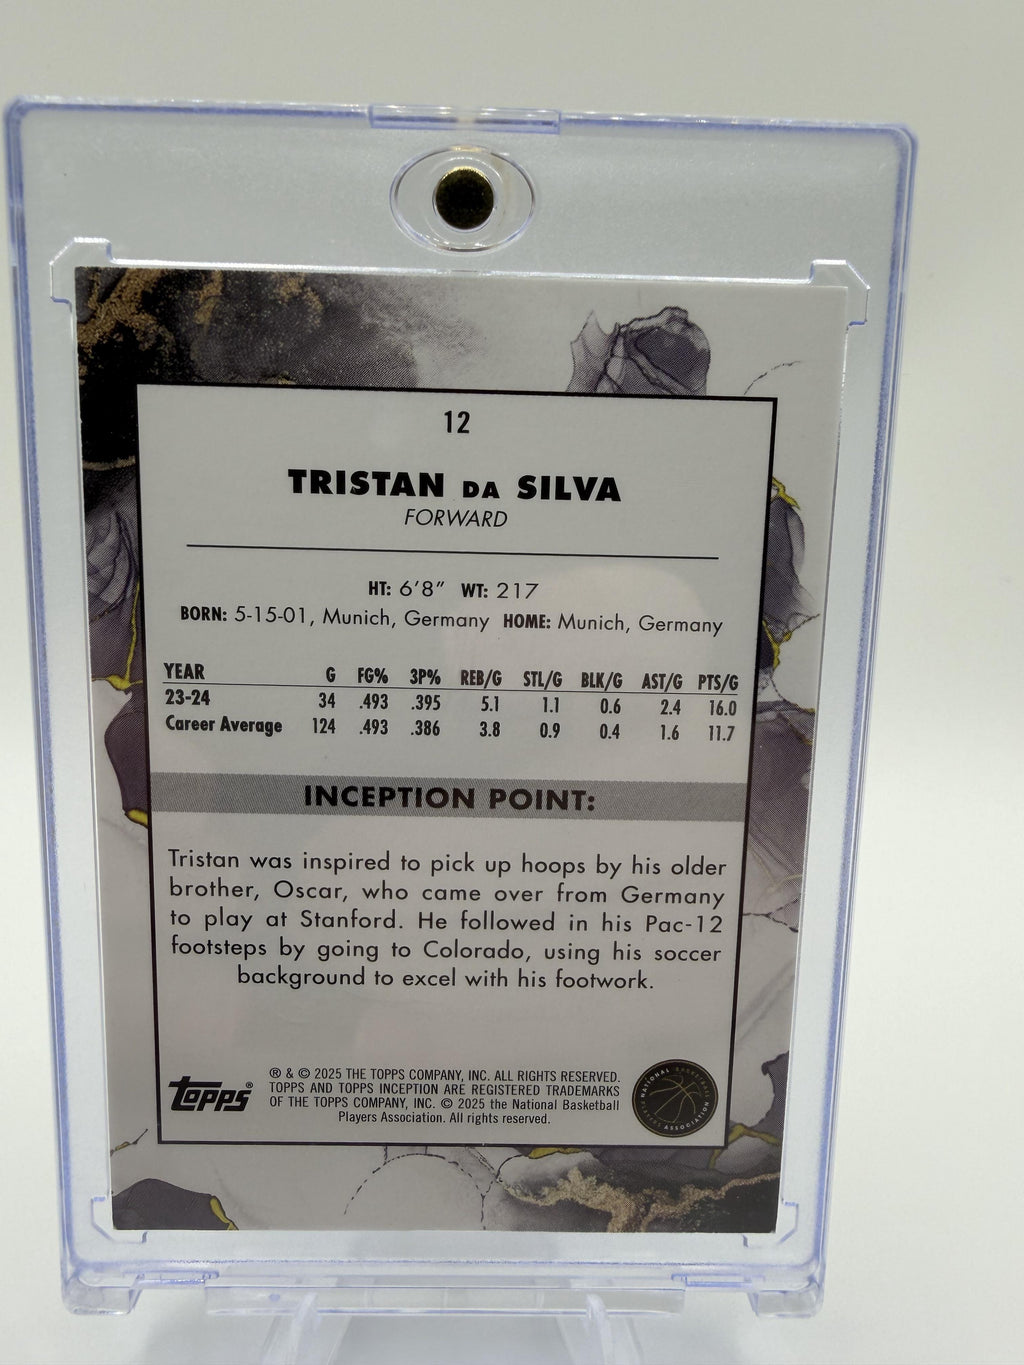 12
TRISTAN DA SILVA
FORWARD
HT: 6'8" WT: 217
BORN: 5-15-01, Munich, Germany HOME: Munich, Germany
YEAR G FG% 3P% REB/G STL/G BLK/G AST/G PTS/G
23-24 34 .493 .395 5.1 1.1 0.6 2.4 16.0
Career Average 124 .493 .386 3.8 0.9 0.4 1.6 11.7
INCEPTION POINT:
Tristan was inspired to pick up hoops by his older
brother, Oscar, who came over from Germany
to play at Stanford. He followed in his Pac-12
footsteps by going to Colorado, using his soccer
background to excel with his footwork.
topps®
® & © 2025 THE TOPPS COMPANY, INC. ALL RIGHTS RESERVED.
TOPPS AND TOPPS INCEPTION ARE REGISTERED TRADEMARKS
OF THE TOPPS COMPANY, INC. © 2025 the National Basketball
Players Association. All rights reserved.
NATIONAL BASKETBALL PLAYERS ASSOCIATION